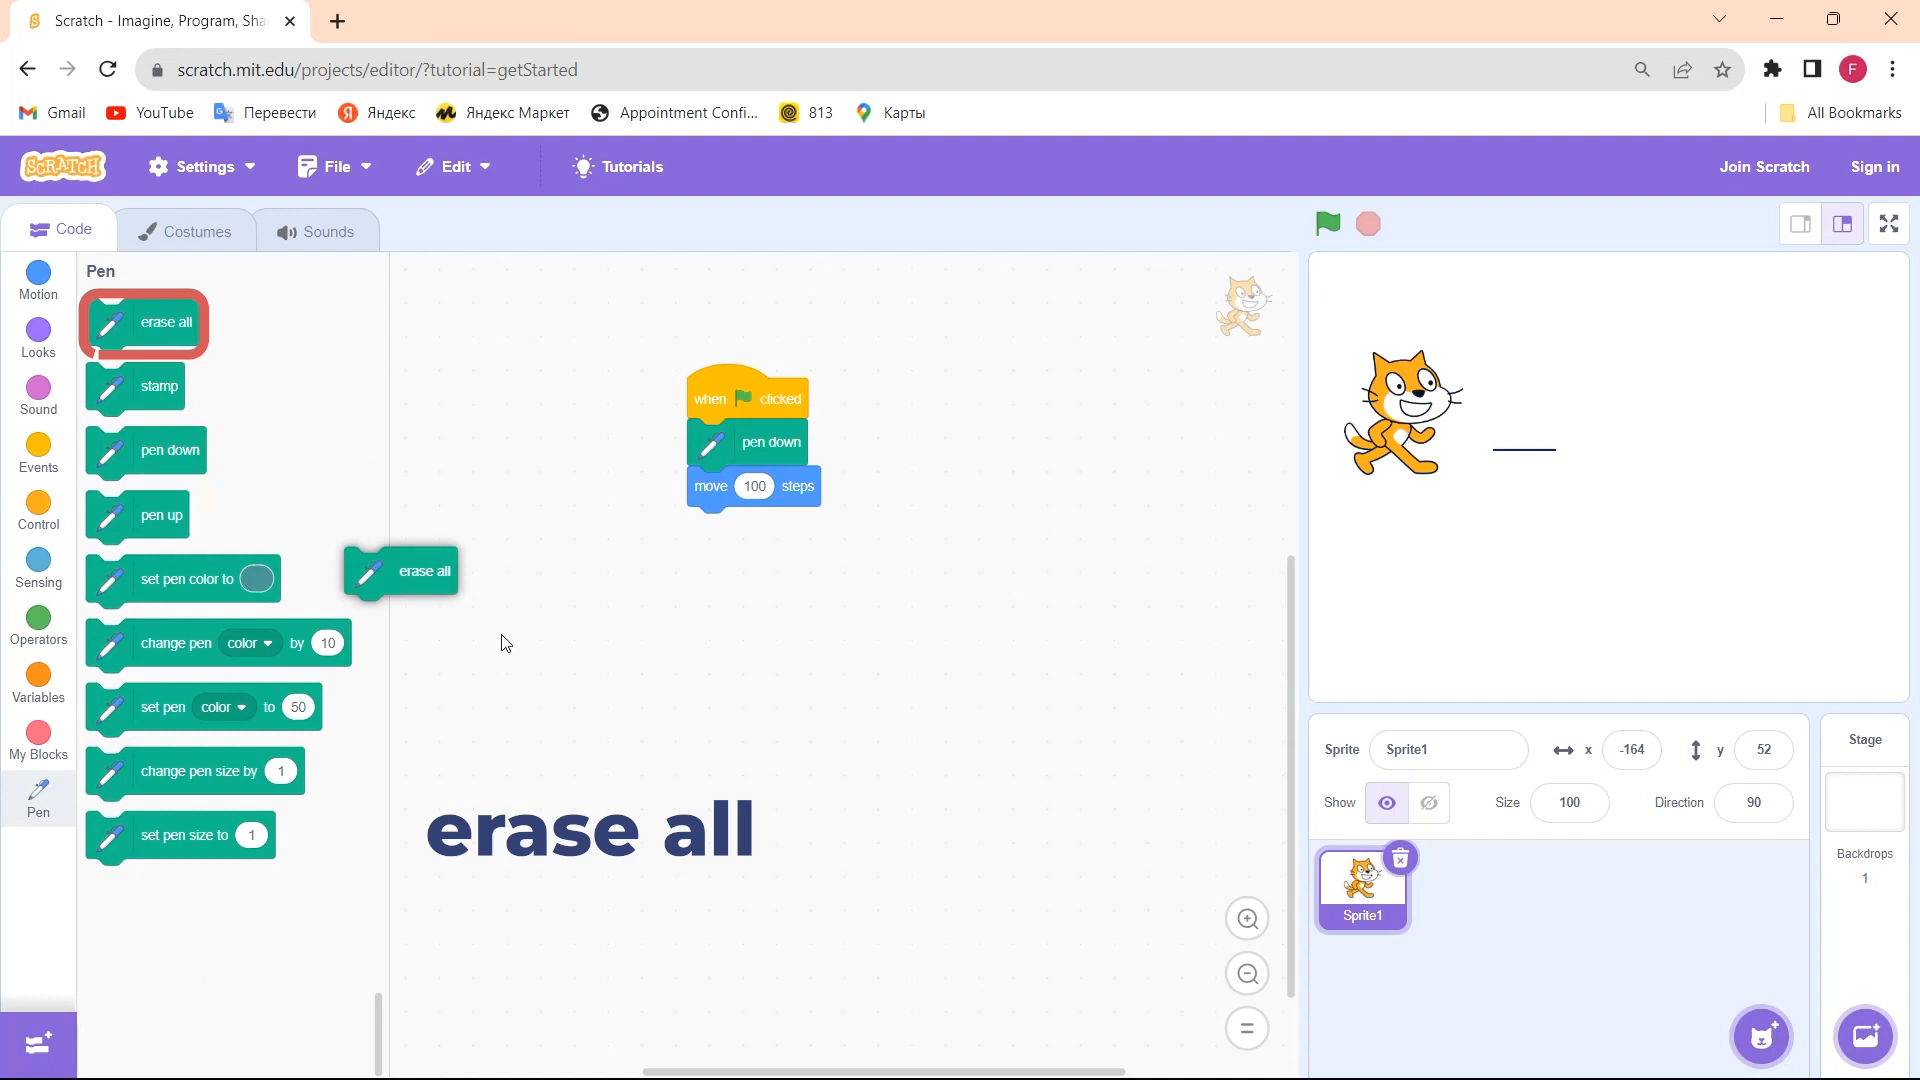 Scratch - Imagine, Program, Sha
scratch.mit.edu/projects/editor/?tutorial=getStarted
F
Gmail
YouTube
Перевести
Яндекс
Яндекс Маркет
Appointment Confi...
813
Карты
All Bookmarks
SCRATCH
Settings
File
Edit
Tutorials
Join Scratch
Sign in
Code
Costumes
Sounds
Motion
Looks
Sound
Events
Control
Sensing
Operators
Variables
My Blocks
Pen
Pen
erase all
stamp
pen down
pen up
set pen color to
change pen color by 10
set pen color to 50
change pen size by 1
set pen size to 1
when clicked
pen down
move 100 steps
erase all
erase all
Sprite Sprite1 x -164 y 52
Show Size 100 Direction 90
Sprite1
Stage
Backdrops
1